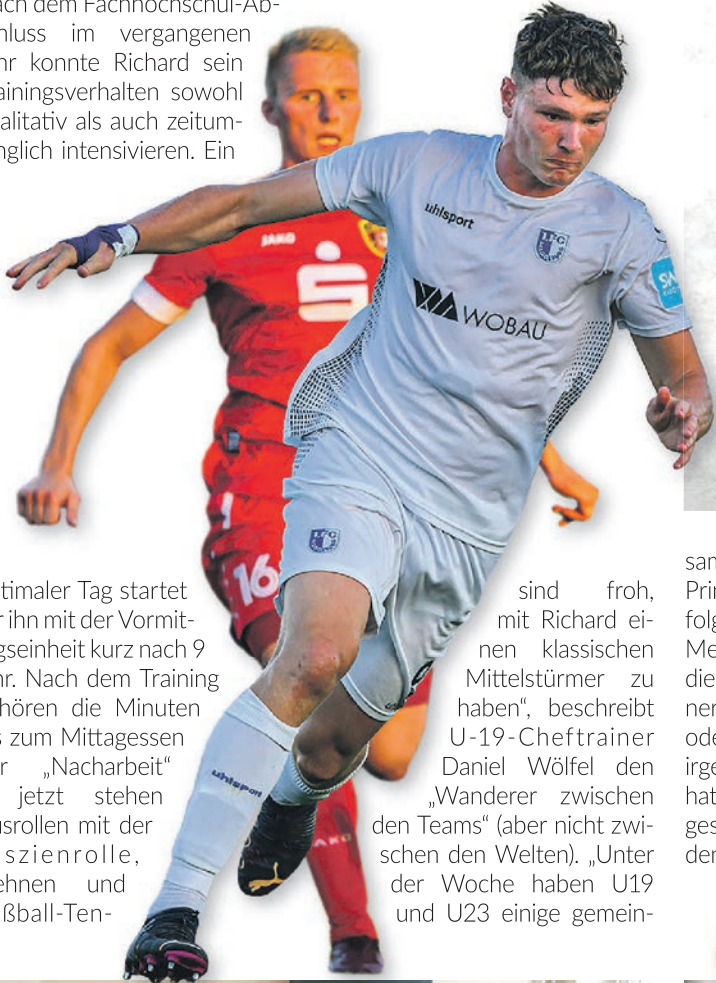 ach dem Fachhochschul-Ab-
hluss im vergangenen
hr konnte Richard sein
ainingsverhalten sowohl
alitativ als auch zeitum-
nglich intensivieren. Ein
uhlsport
JAKO
WOBAU
16
uhlsport
JAKO
timaler Tag startet
r ihn mit der Vormit-
gseinheit kurz nach 9
hr. Nach dem Training
hören die Minuten
s zum Mittagessen
r „Nacharbeit“
jetzt stehen
usrollen mit der
szienrolle,
ehnen und
ßball-Ten-
sind froh,
mit Richard ei-
nen klassischen
Mittelstürmer zu
haben“, beschreibt
U-19-Cheftrainer
Daniel Wölfel den
„Wanderer zwischen
den Teams“ (aber nicht zwi-
schen den Welten). „Unter
der Woche haben U19
und U23 einige gemein-
san
Prin
folg
Me
die
ner
ode
irge
hat
ges
den